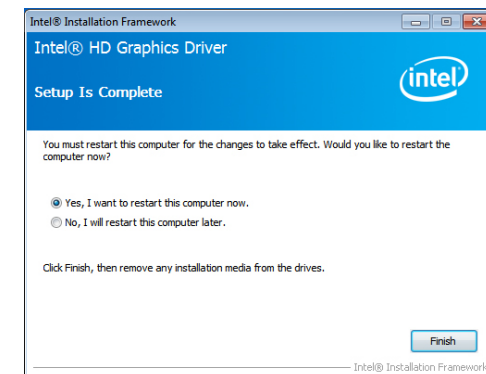 Intel® Installation Framework
Intel® HD Graphics Driver
Setup Is Complete
intel
You must restart this computer for the changes to take effect. Would you like to restart the
computer now?
Yes, I want to restart this computer now.
No, I will restart this computer later.
Click Finish, then remove any installation media from the drives.
Finish
Intel® Installation Framework